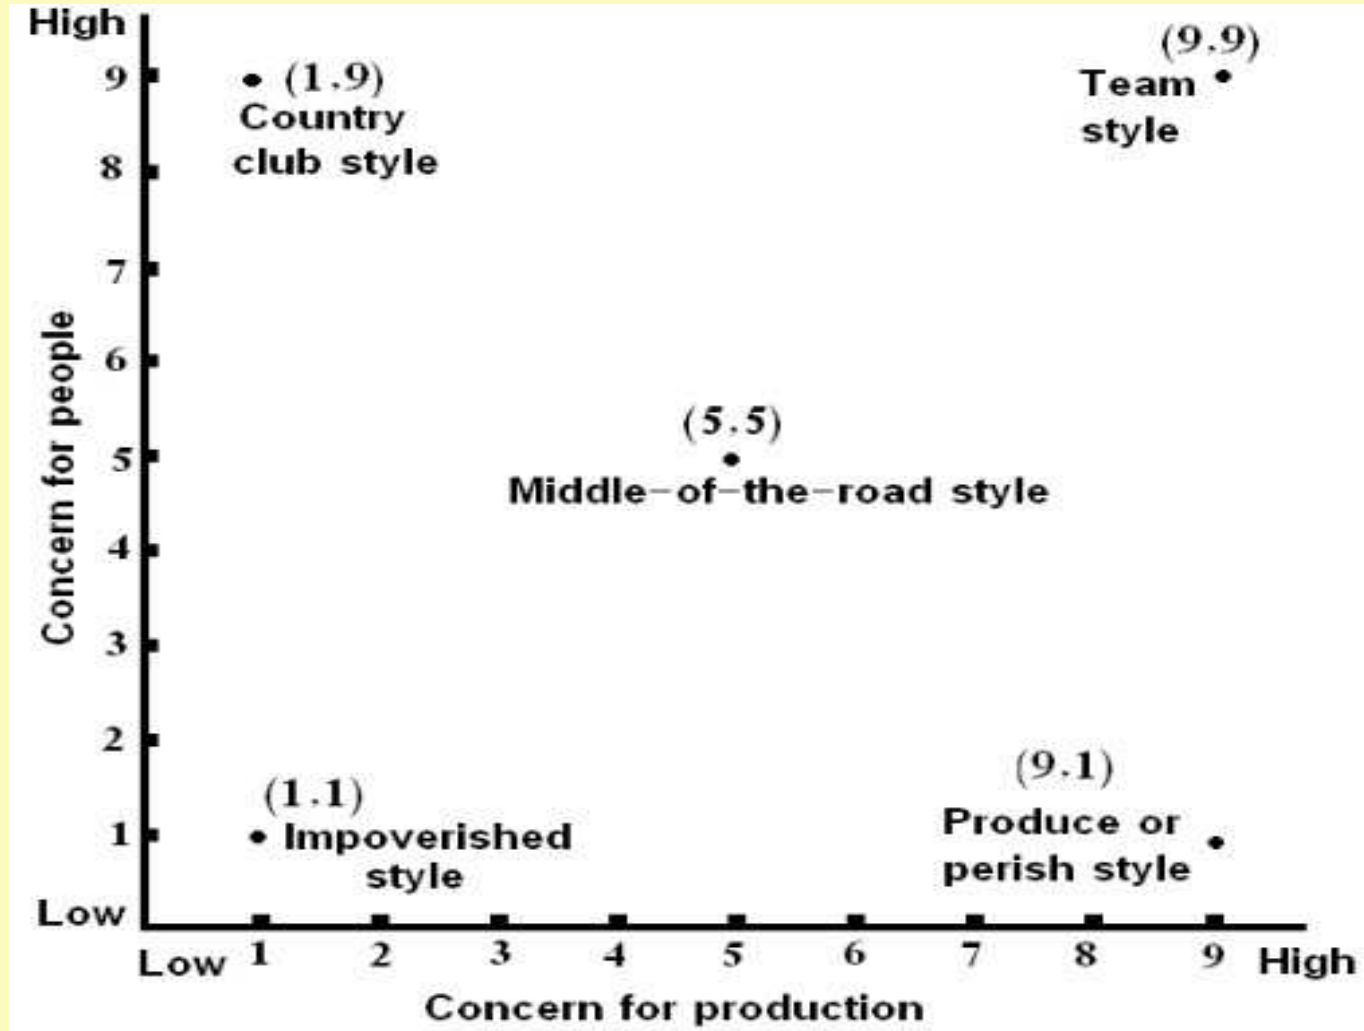 High
9
(1.9)
Country
club style
(9.9)
Team
style
8
7
6
5
4
3
2
1
Concern for people
(5.5)
Middle-of-the-road style
(1.1)
Impoverished
style
(9.1)
Produce or
perish style
Low
Low 1 2 3 4 5 6 7 8 9 High
Concern for production